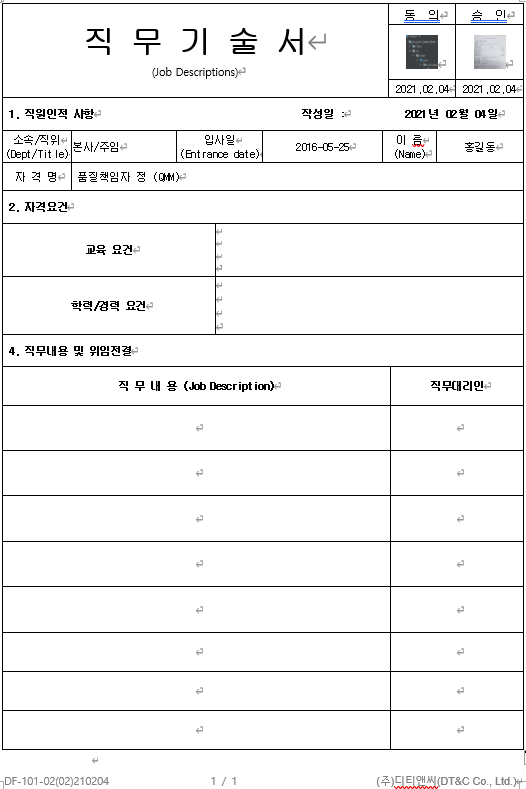 직 무 기 술 서
(Job Descriptions)
동 의 승 인
2021.02.04 2021.02.04
1. 직원인적 사항 작성일 : 2021년 02월 04일
소속/직위 본사/주임 입사일 2016-05-25 이 름 홍길동
(Dept/Title) (Entrance date) (Name)
자 격 명 품질책임자 정 (QMM)
2. 자격요건
교육 요건
학력/경력 요건
4. 직무내용 및 위임전결
직 무 내 용 (Job Description) 직무대리인
DF-101-02(02)210204 1 / 1 (주)디티앤씨(DT&C Co., Ltd.)